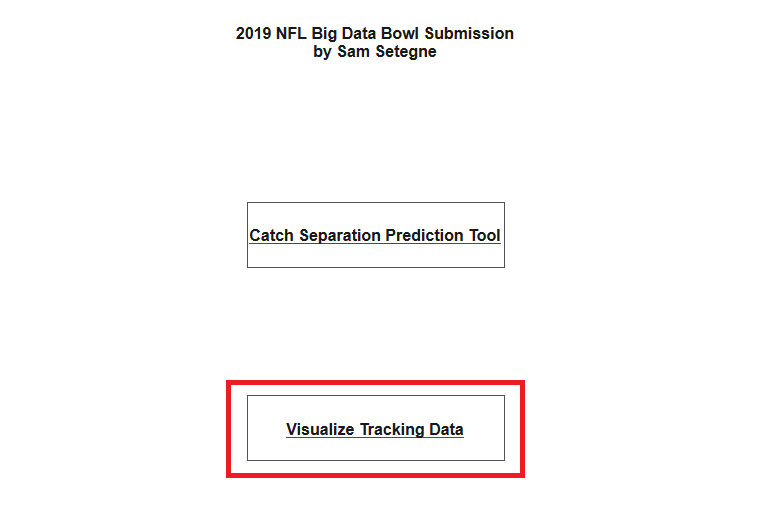 2019 NFL Big Data Bowl Submission
by Sam Setegne
Catch Separation Prediction Tool
Visualize Tracking Data